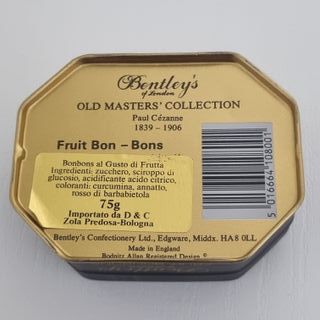 Bentley's
of London
OLD MASTERS' COLLECTION
Paul Cézanne
1839 – 1906
Fruit Bon – Bons
Bonbons al Gusto di Frutta
Ingredienti: zucchero, sciroppo di
glucosio, acidificante acido citrico,
coloranti: curcumina, annatto,
rosso di barbabietola
75g
Importato da D & C
Zola Predosa-Bologna
5 016664 108001
Bentley's Confectionery Ltd., Edgware, Middx. HA8 0LL
Made in England
Bodnitz Allan Registered Design ©